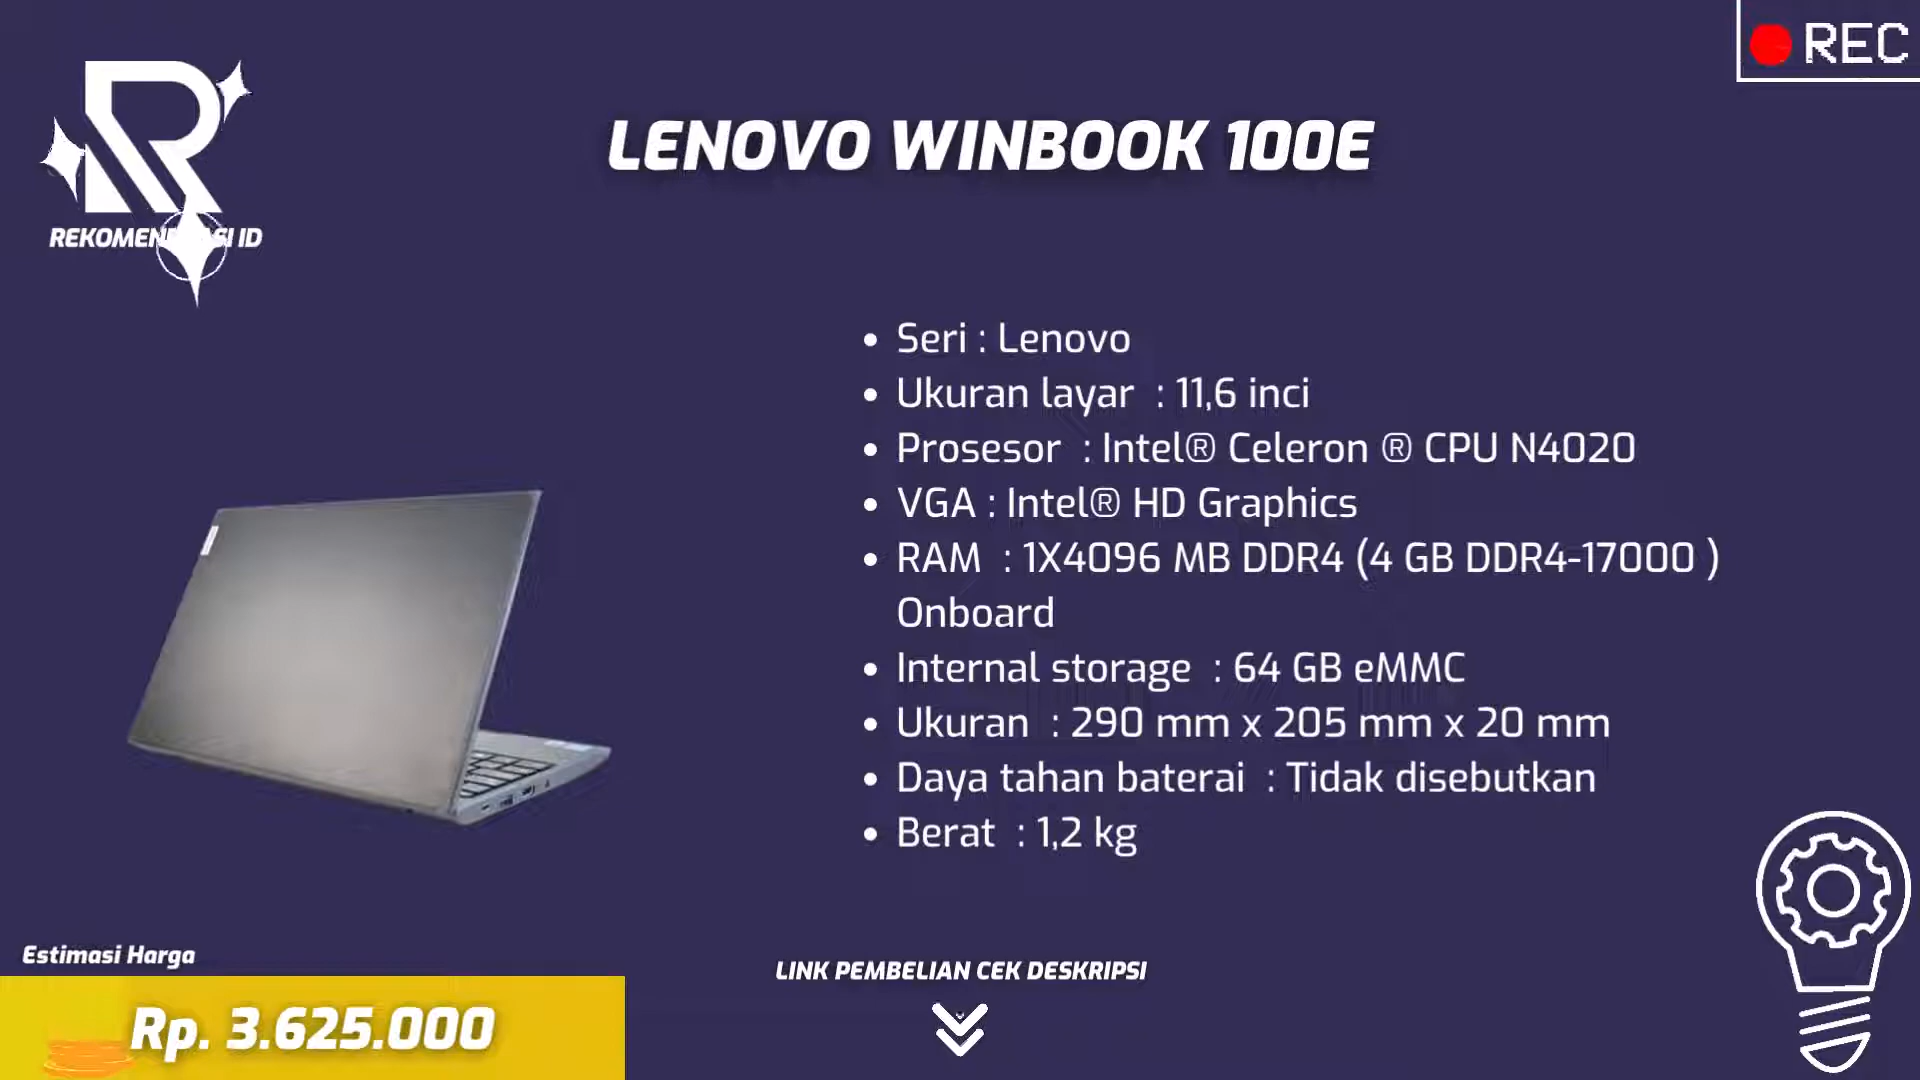 REC
LENOVO WINBOOK 100E
ID
• Seri : Lenovo
• Ukuran layar : 11,6 inci
• Prosesor : Intel® Celeron ® CPU N4020
• VGA : Intel® HD Graphics
• RAM : 1X4096 MB DDR4 (4 GB DDR4-17000 )
Onboard
• Internal storage : 64 GB eMMC
• Ukuran : 290 mm x 205 mm x 20 mm
• Daya tahan baterai : Tidak disebutkan
• Berat : 1,2 kg
Estimasi Harga
Rp. 3.625.000
LINK PEMBELIAN CEK DESKRIPSI